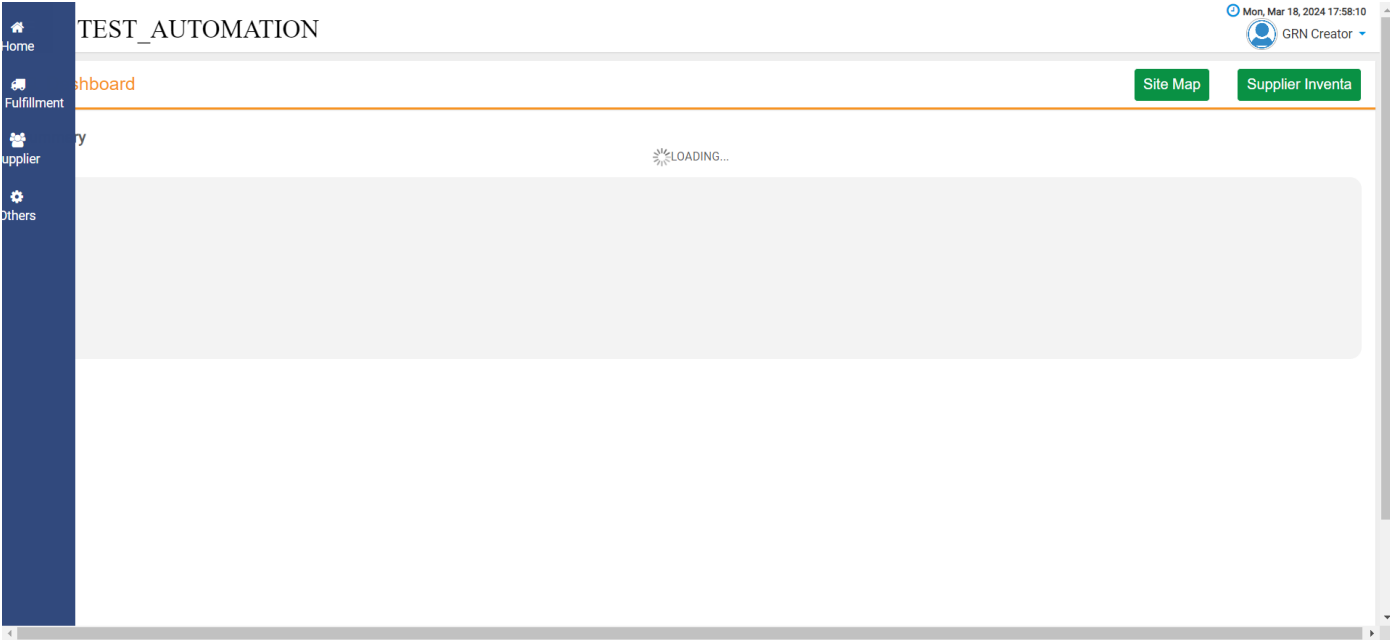 Mon, Mar 18, 2024 17:58:10
TEST_AUTOMATION
GRN Creator
Home
shboard
Site Map
Supplier Inventa
Fulfillment
ry
LOADING...
upplier
Others